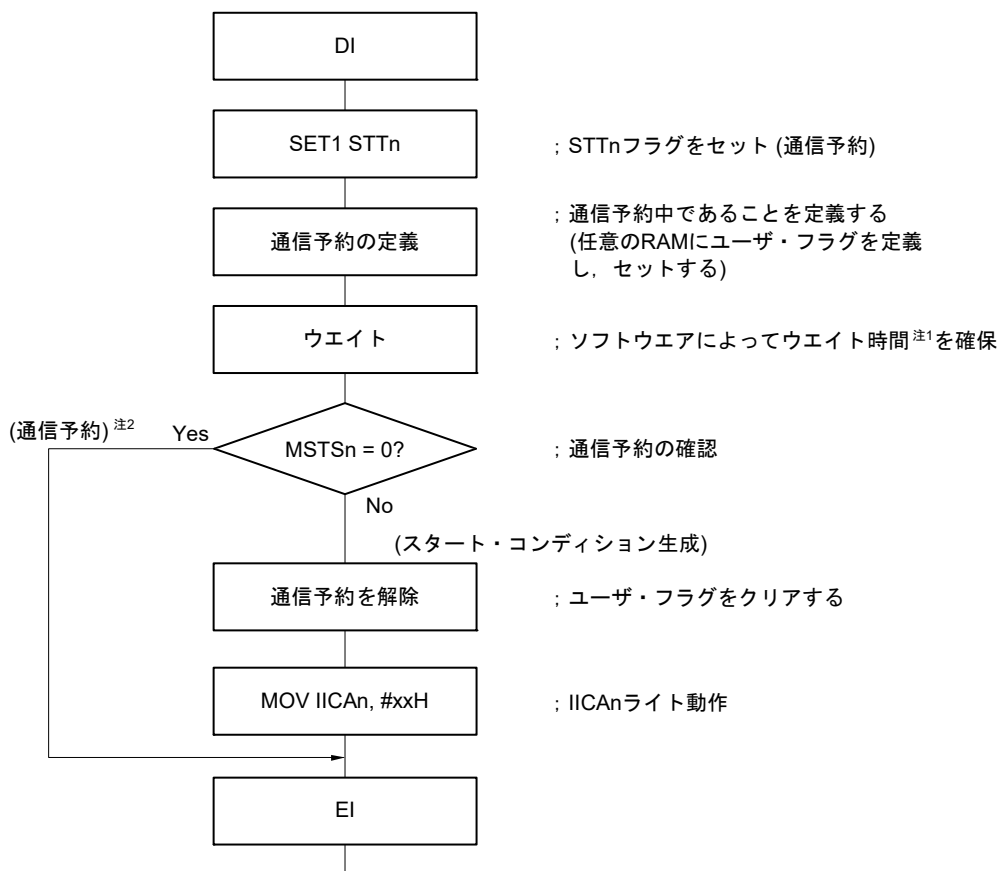 DI
SET1 STTn
; STTnフラグをセット (通信予約)
通信予約の定義
; 通信予約中であることを定義する
(任意のRAMにユーザ・フラグを定義
し，セットする)
ウエイト
; ソフトウエアによってウエイト時間注1を確保
(通信予約)注2
Yes
MSTSn = 0?
; 通信予約の確認
No
(スタート・コンディション生成)
通信予約を解除
; ユーザ・フラグをクリアする
MOV IICAn, #xxH
; IICAnライト動作
EI